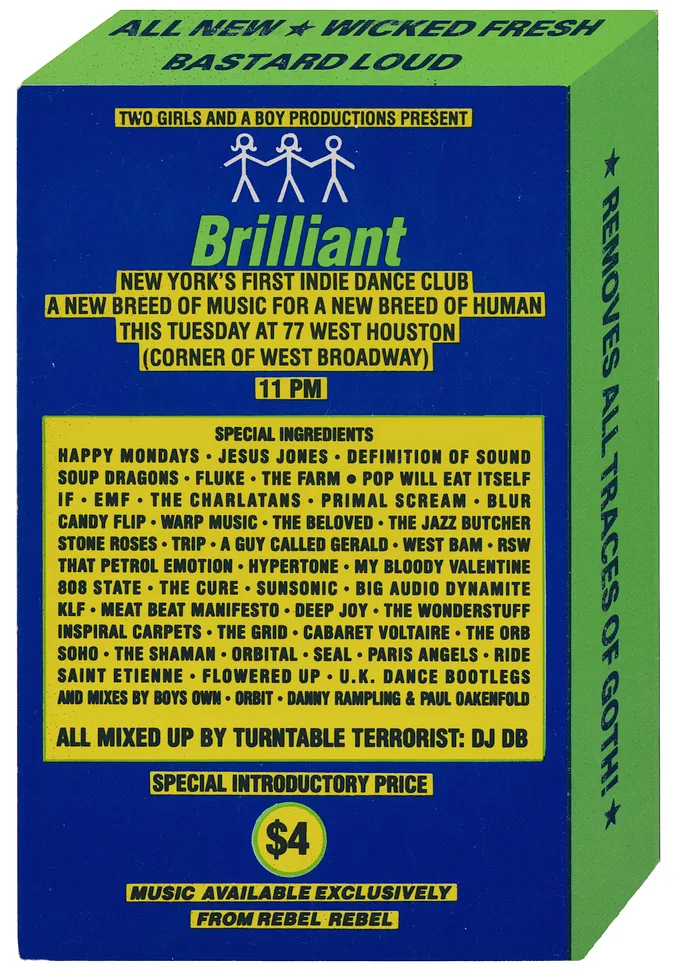 ALL NEW ★ WICKED FRESH
BASTARD LOUD
TWO GIRLS AND A BOY PRODUCTIONS PRESENT
Brilliant
NEW YORK'S FIRST INDIE DANCE CLUB
A NEW BREED OF MUSIC FOR A NEW BREED OF HUMAN
THIS TUESDAY AT 77 WEST HOUSTON
(CORNER OF WEST BROADWAY)
11 PM
SPECIAL INGREDIENTS
HAPPY MONDAYS • JESUS JONES • DEFINITION OF SOUND
SOUP DRAGONS • FLUKE • THE FARM • POP WILL EAT ITSELF
IF • EMF • THE CHARLATANS • PRIMAL SCREAM • BLUR
CANDY FLIP • WARP MUSIC • THE BELOVED • THE JAZZ BUTCHER
STONE ROSES • TRIP • A GUY CALLED GERALD • WEST BAM • RSW
THAT PETROL EMOTION • HYPERTONE • MY BLOODY VALENTINE
808 STATE • THE CURE • SUNSONIC • BIG AUDIO DYNAMITE
KLF • MEAT BEAT MANIFESTO • DEEP JOY • THE WONDERSTUFF
INSPIRAL CARPETS • THE GRID • CABARET VOLTAIRE • THE ORB
SOHO • THE SHAMAN • ORBITAL • SEAL • PARIS ANGELS • RIDE
SAINT ETIENNE • FLOWERED UP • U.K. DANCE BOOTLEGS
AND MIXES BY BOYS OWN • ORBIT • DANNY RAMPLING & PAUL OAKENFOLD
ALL MIXED UP BY TURNTABLE TERRORIST: DJ DB
SPECIAL INTRODUCTORY PRICE
$4
MUSIC AVAILABLE EXCLUSIVELY
FROM REBEL REBEL
★ REMOVES ALL TRACES OF GOTH! ★